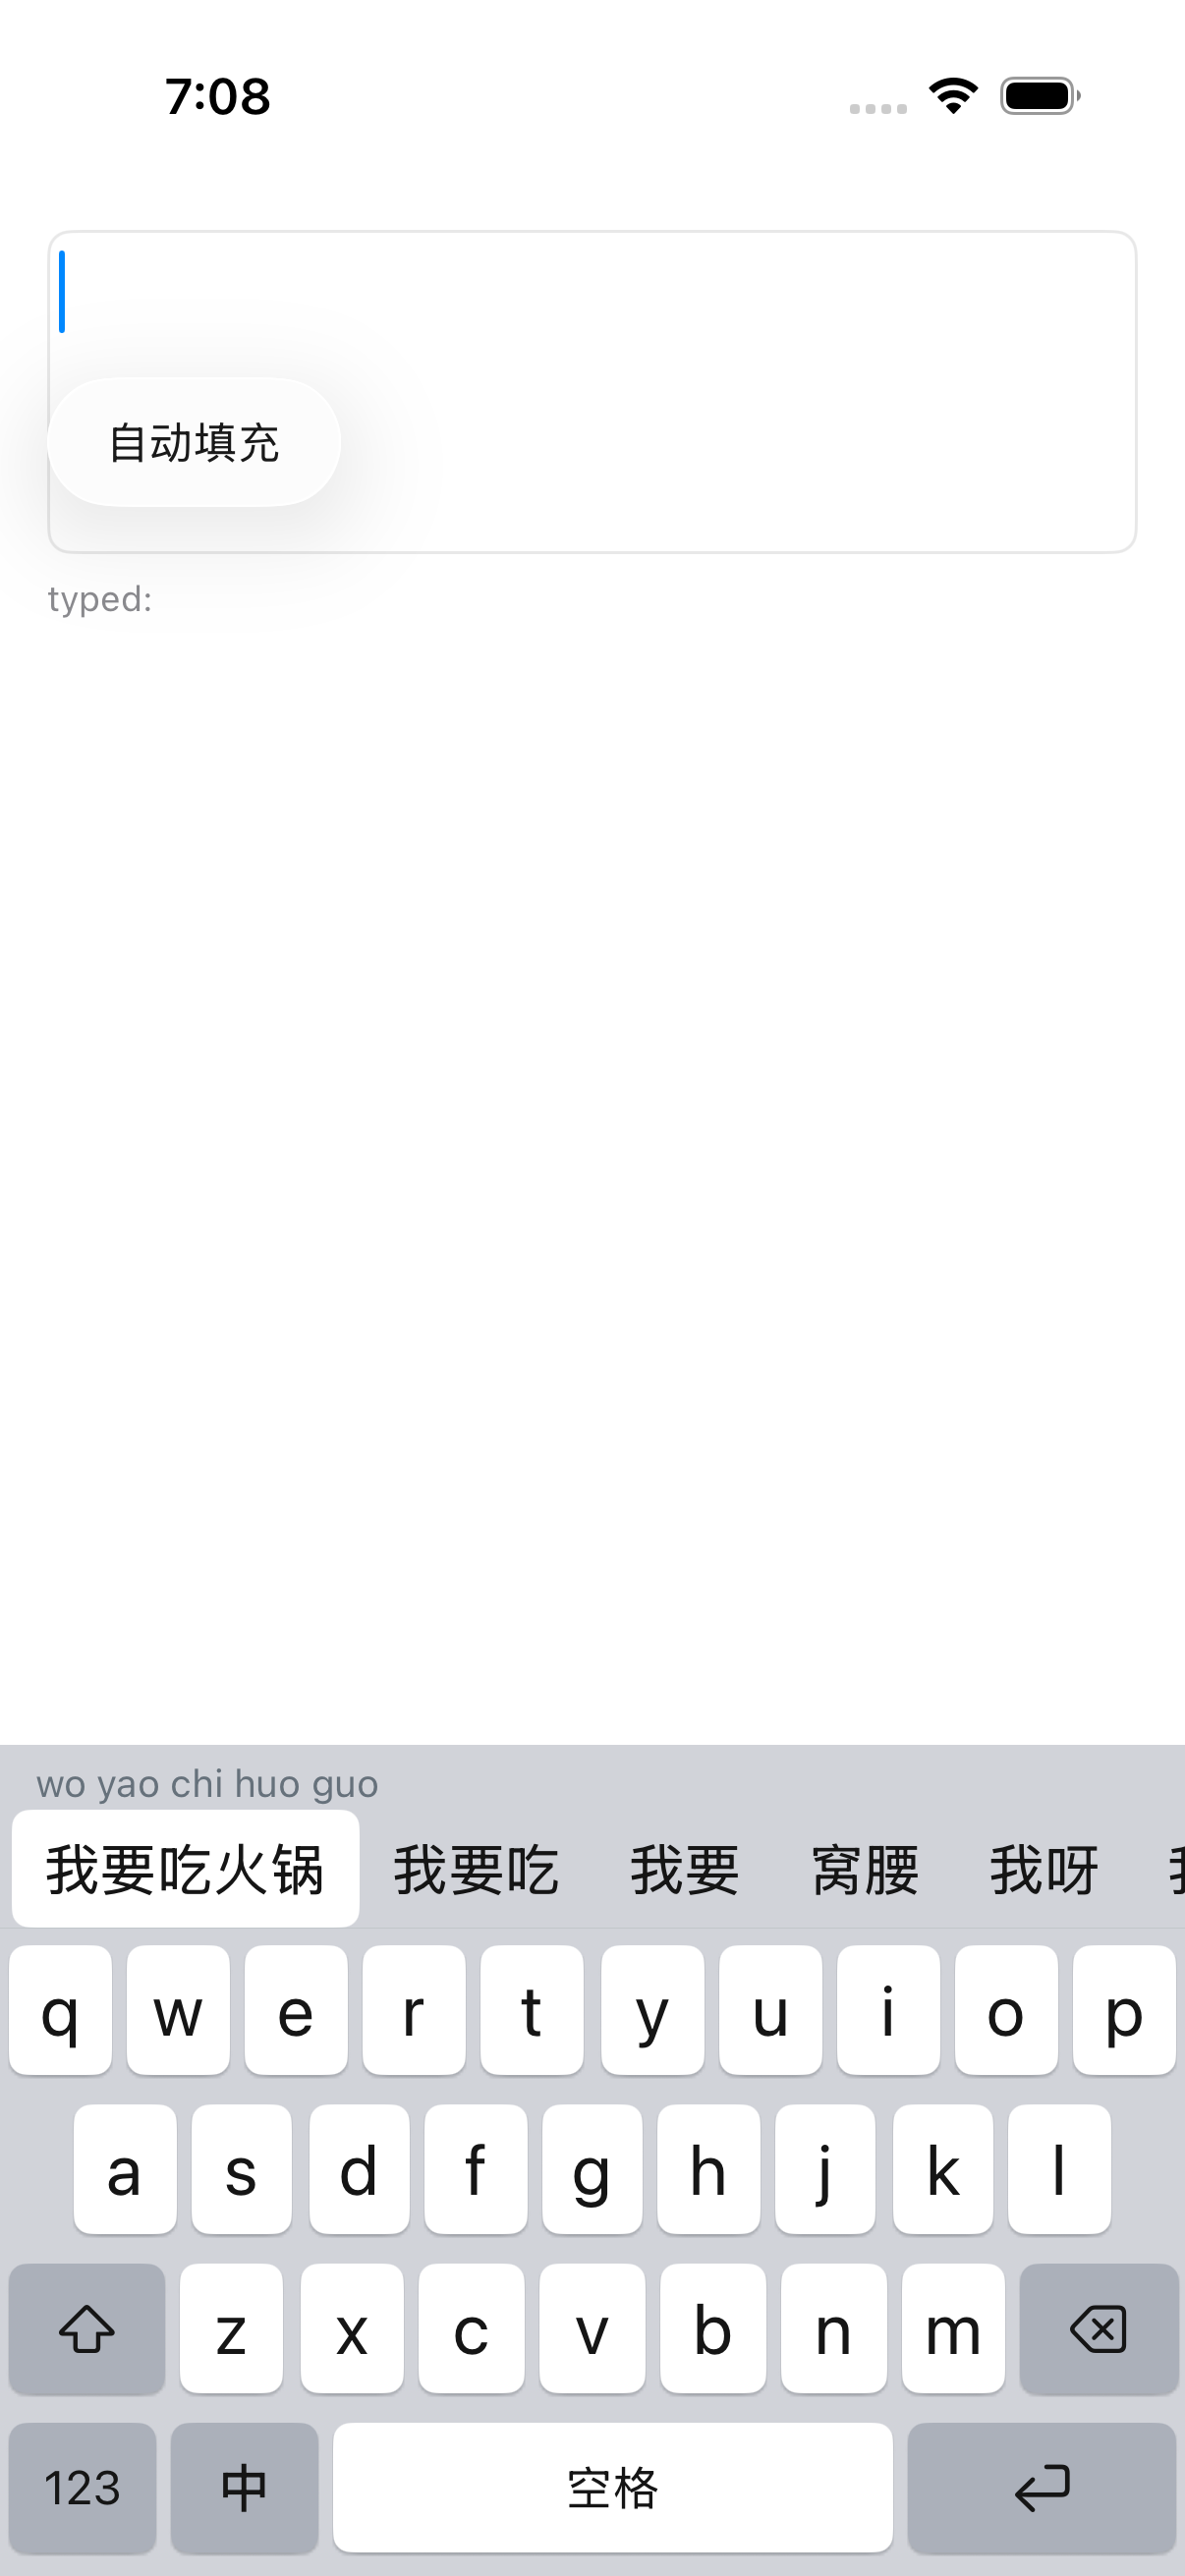 7:08
自动填充
typed:
wo yao chi huo guo
我要吃火锅 我要吃 我要 窝腰 我呀
q w e r t y u i o p
a s d f g h j k l
z x c v b n m
123 中 空格